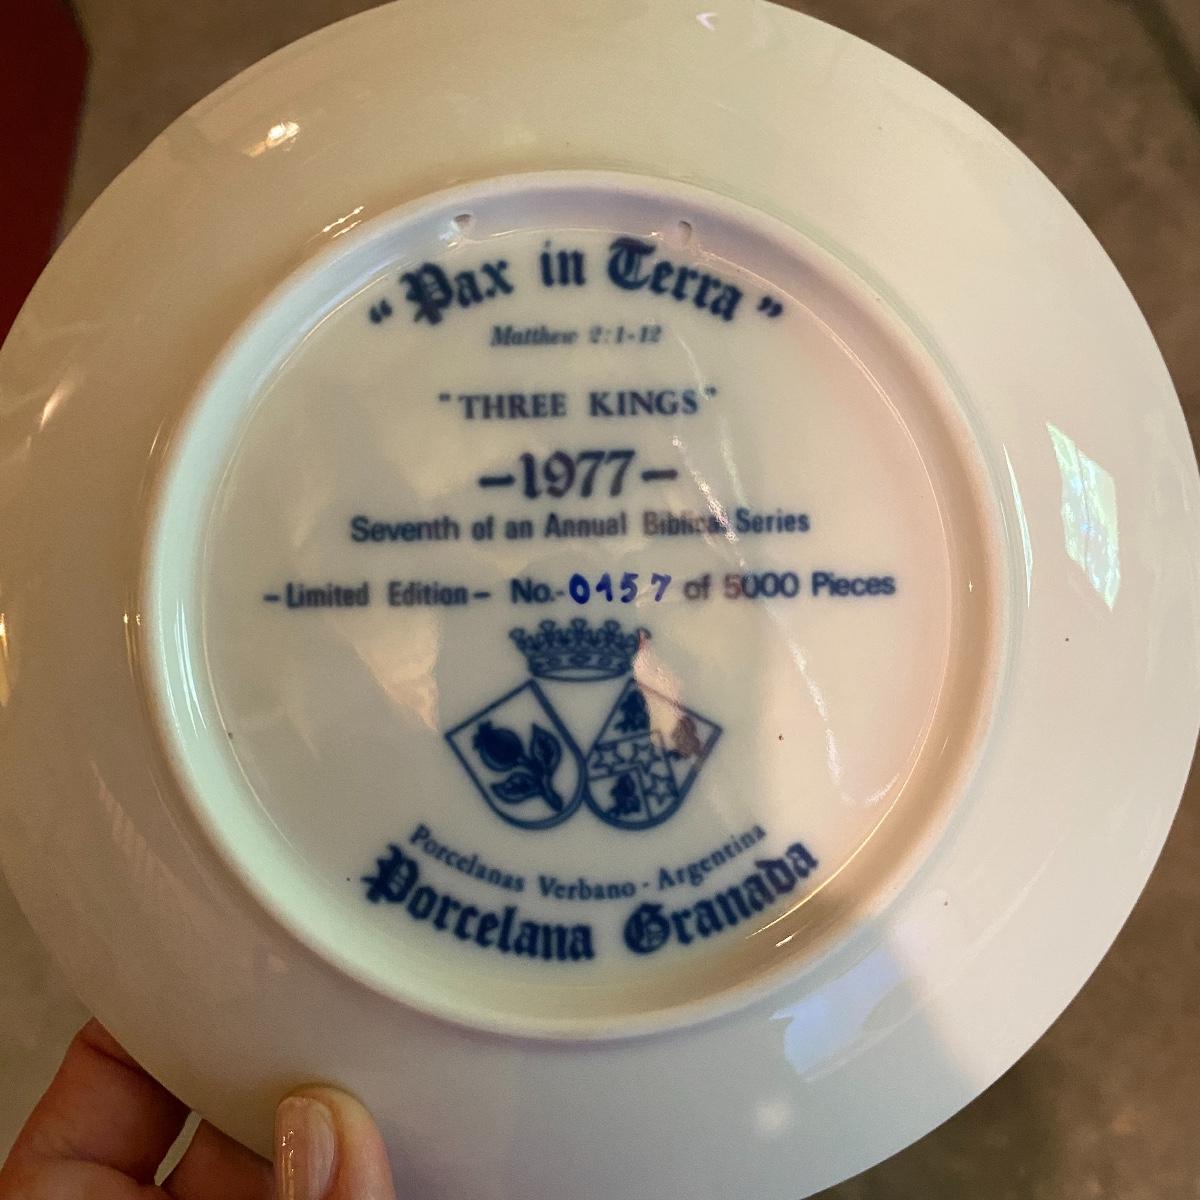 “Pax in Terra”
Matthew 2:1-12
"THREE KINGS"
-1977-
Seventh of an Annual Biblical Series
-Limited Edition- No.-0157 of 5000 Pieces
Porcelanas Verbano - Argentina
Porcelana Granada